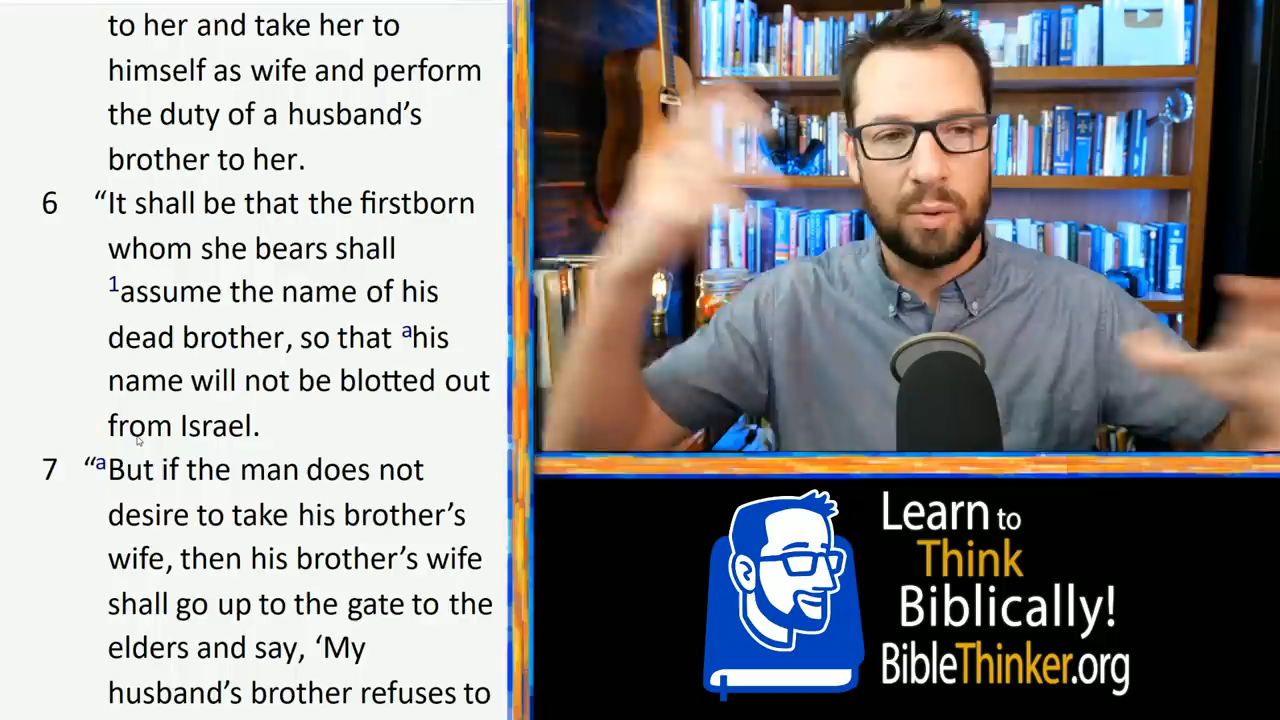 to her and take her to
himself as wife and perform
the duty of a husband’s
brother to her.
6 “It shall be that the firstborn
whom she bears shall
1assume the name of his
dead brother, so that ahis
name will not be blotted out
from Israel.
7 “aBut if the man does not
desire to take his brother’s
wife, then his brother’s wife
shall go up to the gate to the
elders and say, ‘My
husband’s brother refuses to
Learn to
Think
Biblically!
BibleThinker.org